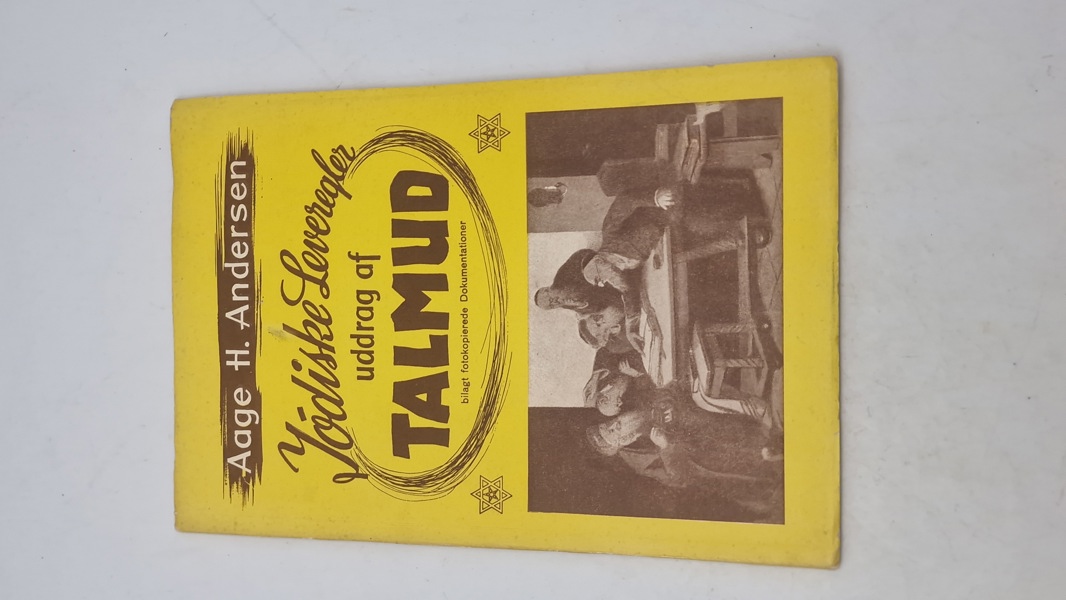 Aage H. Andersen
Jødiske Leveregler
uddrag af
TALMUD
bilagt fotokopierede Dokumentationer